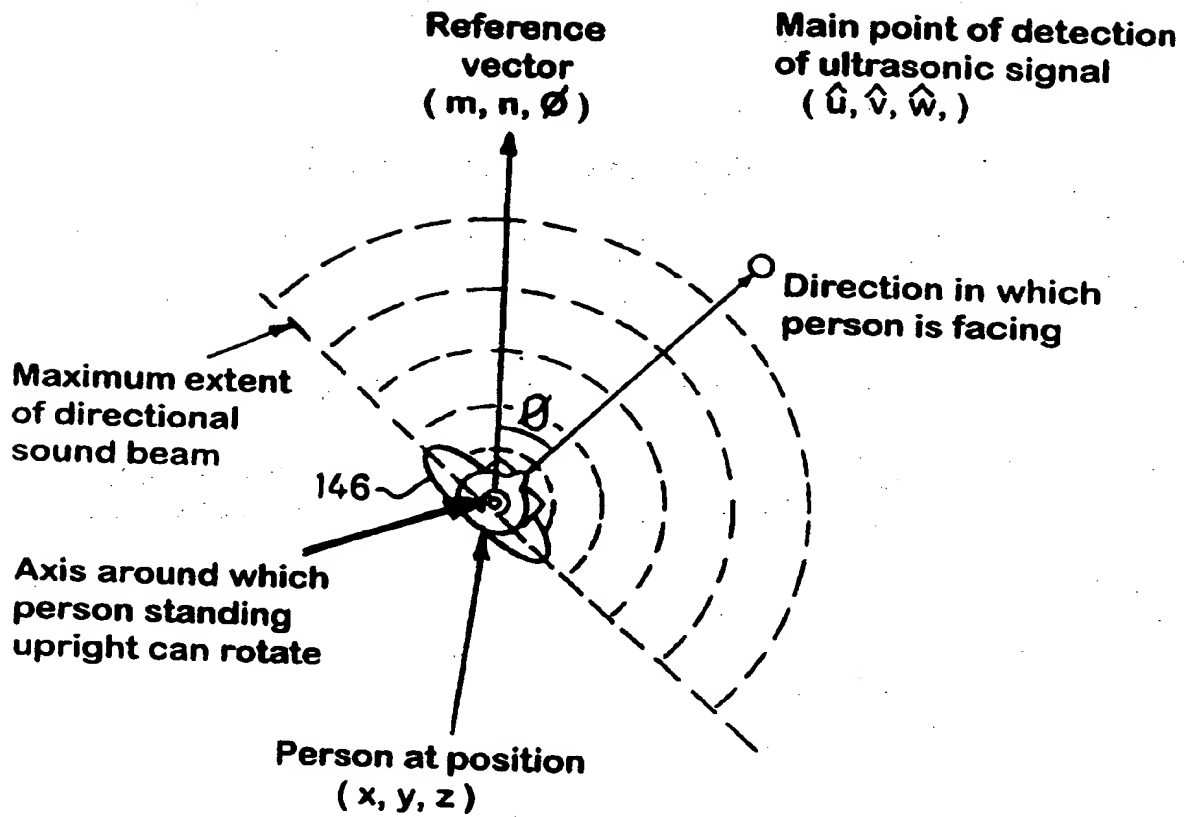 Reference
vector
( m, n, Ø )
Main point of detection
of ultrasonic signal
( û, v̂, ŵ, )
Direction in which
person is facing
Maximum extent
of directional
sound beam
Ø
146
Axis around which
person standing
upright can rotate
Person at position
( x, y, z )